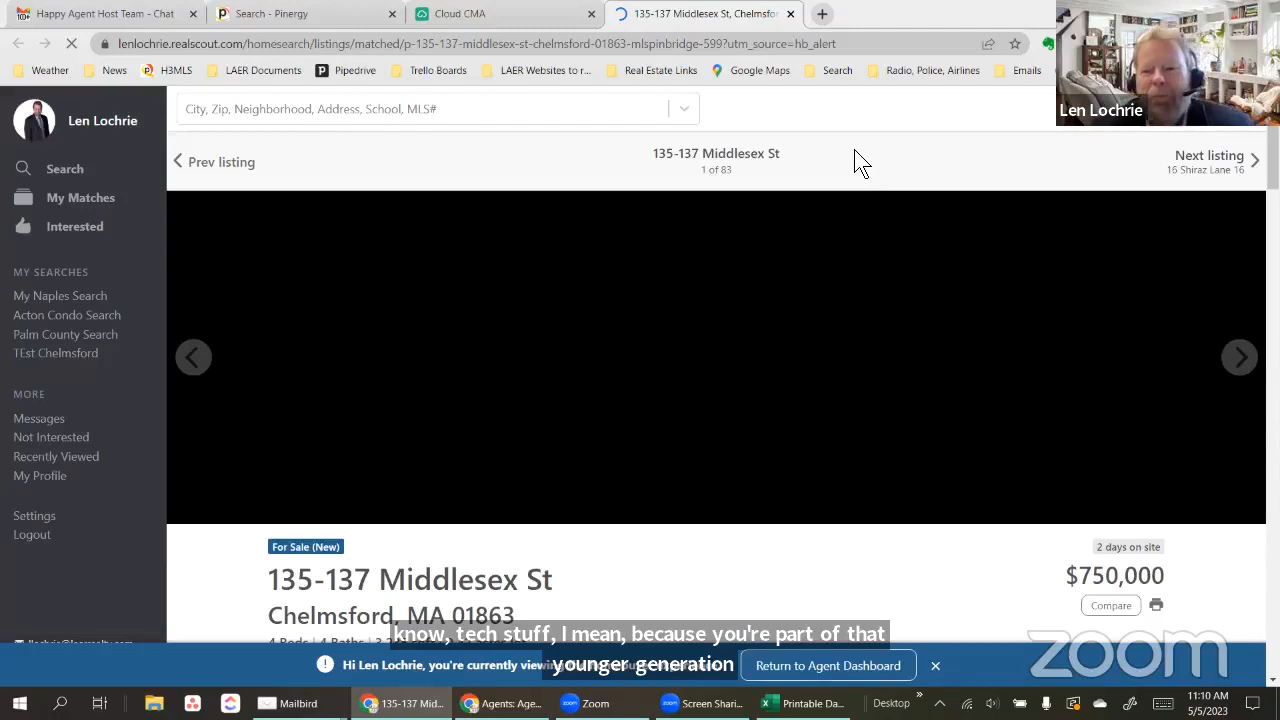 Happy Agent Host Team - Chat
Search - Pinergy
Cloud CMA
135-137 Middlesex St, Chelmsfor
lenlochrie.realscout.com/homesearch/listings/matched/p-135-137-middlesex-st-chelmsford-01863-mlspinbridge-599?utm_source=hb_alert
Weather
News
H3MLS
LAER Documents
Pipedrive
Trello Boards
LAER Websites to r...
Real Estate Links
Google Maps
Search
Radio, Police, Airlines
Emails
Len Lochrie
Len Lochrie
City, Zip, Neighborhood, Address, School, MLS#
Search
My Matches
Interested
Prev listing
135-137 Middlesex St
1 of 83
Next listing
16 Shiraz Lane 16
MY SEARCHES
My Naples Search
Acton Condo Search
Palm County Search
TEst Chelmsford
MORE
Messages
Not Interested
Recently Viewed
My Profile
Settings
Logout
For Sale (New)
2 days on site
135-137 Middlesex St
$750,000
Chelmsford, MA 01863
Compare
4 Beds | 4 Baths
know, tech stuff, I mean, because you're part of that
younger generation
Hi Len Lochrie, you're currently
Return to Agent Dashboard
zoom
Mailbird
135-137 Mid...
Agents: Age...
Zoom
Screen Shari...
Printable Da...
Desktop
11:10 AM
5/5/2023